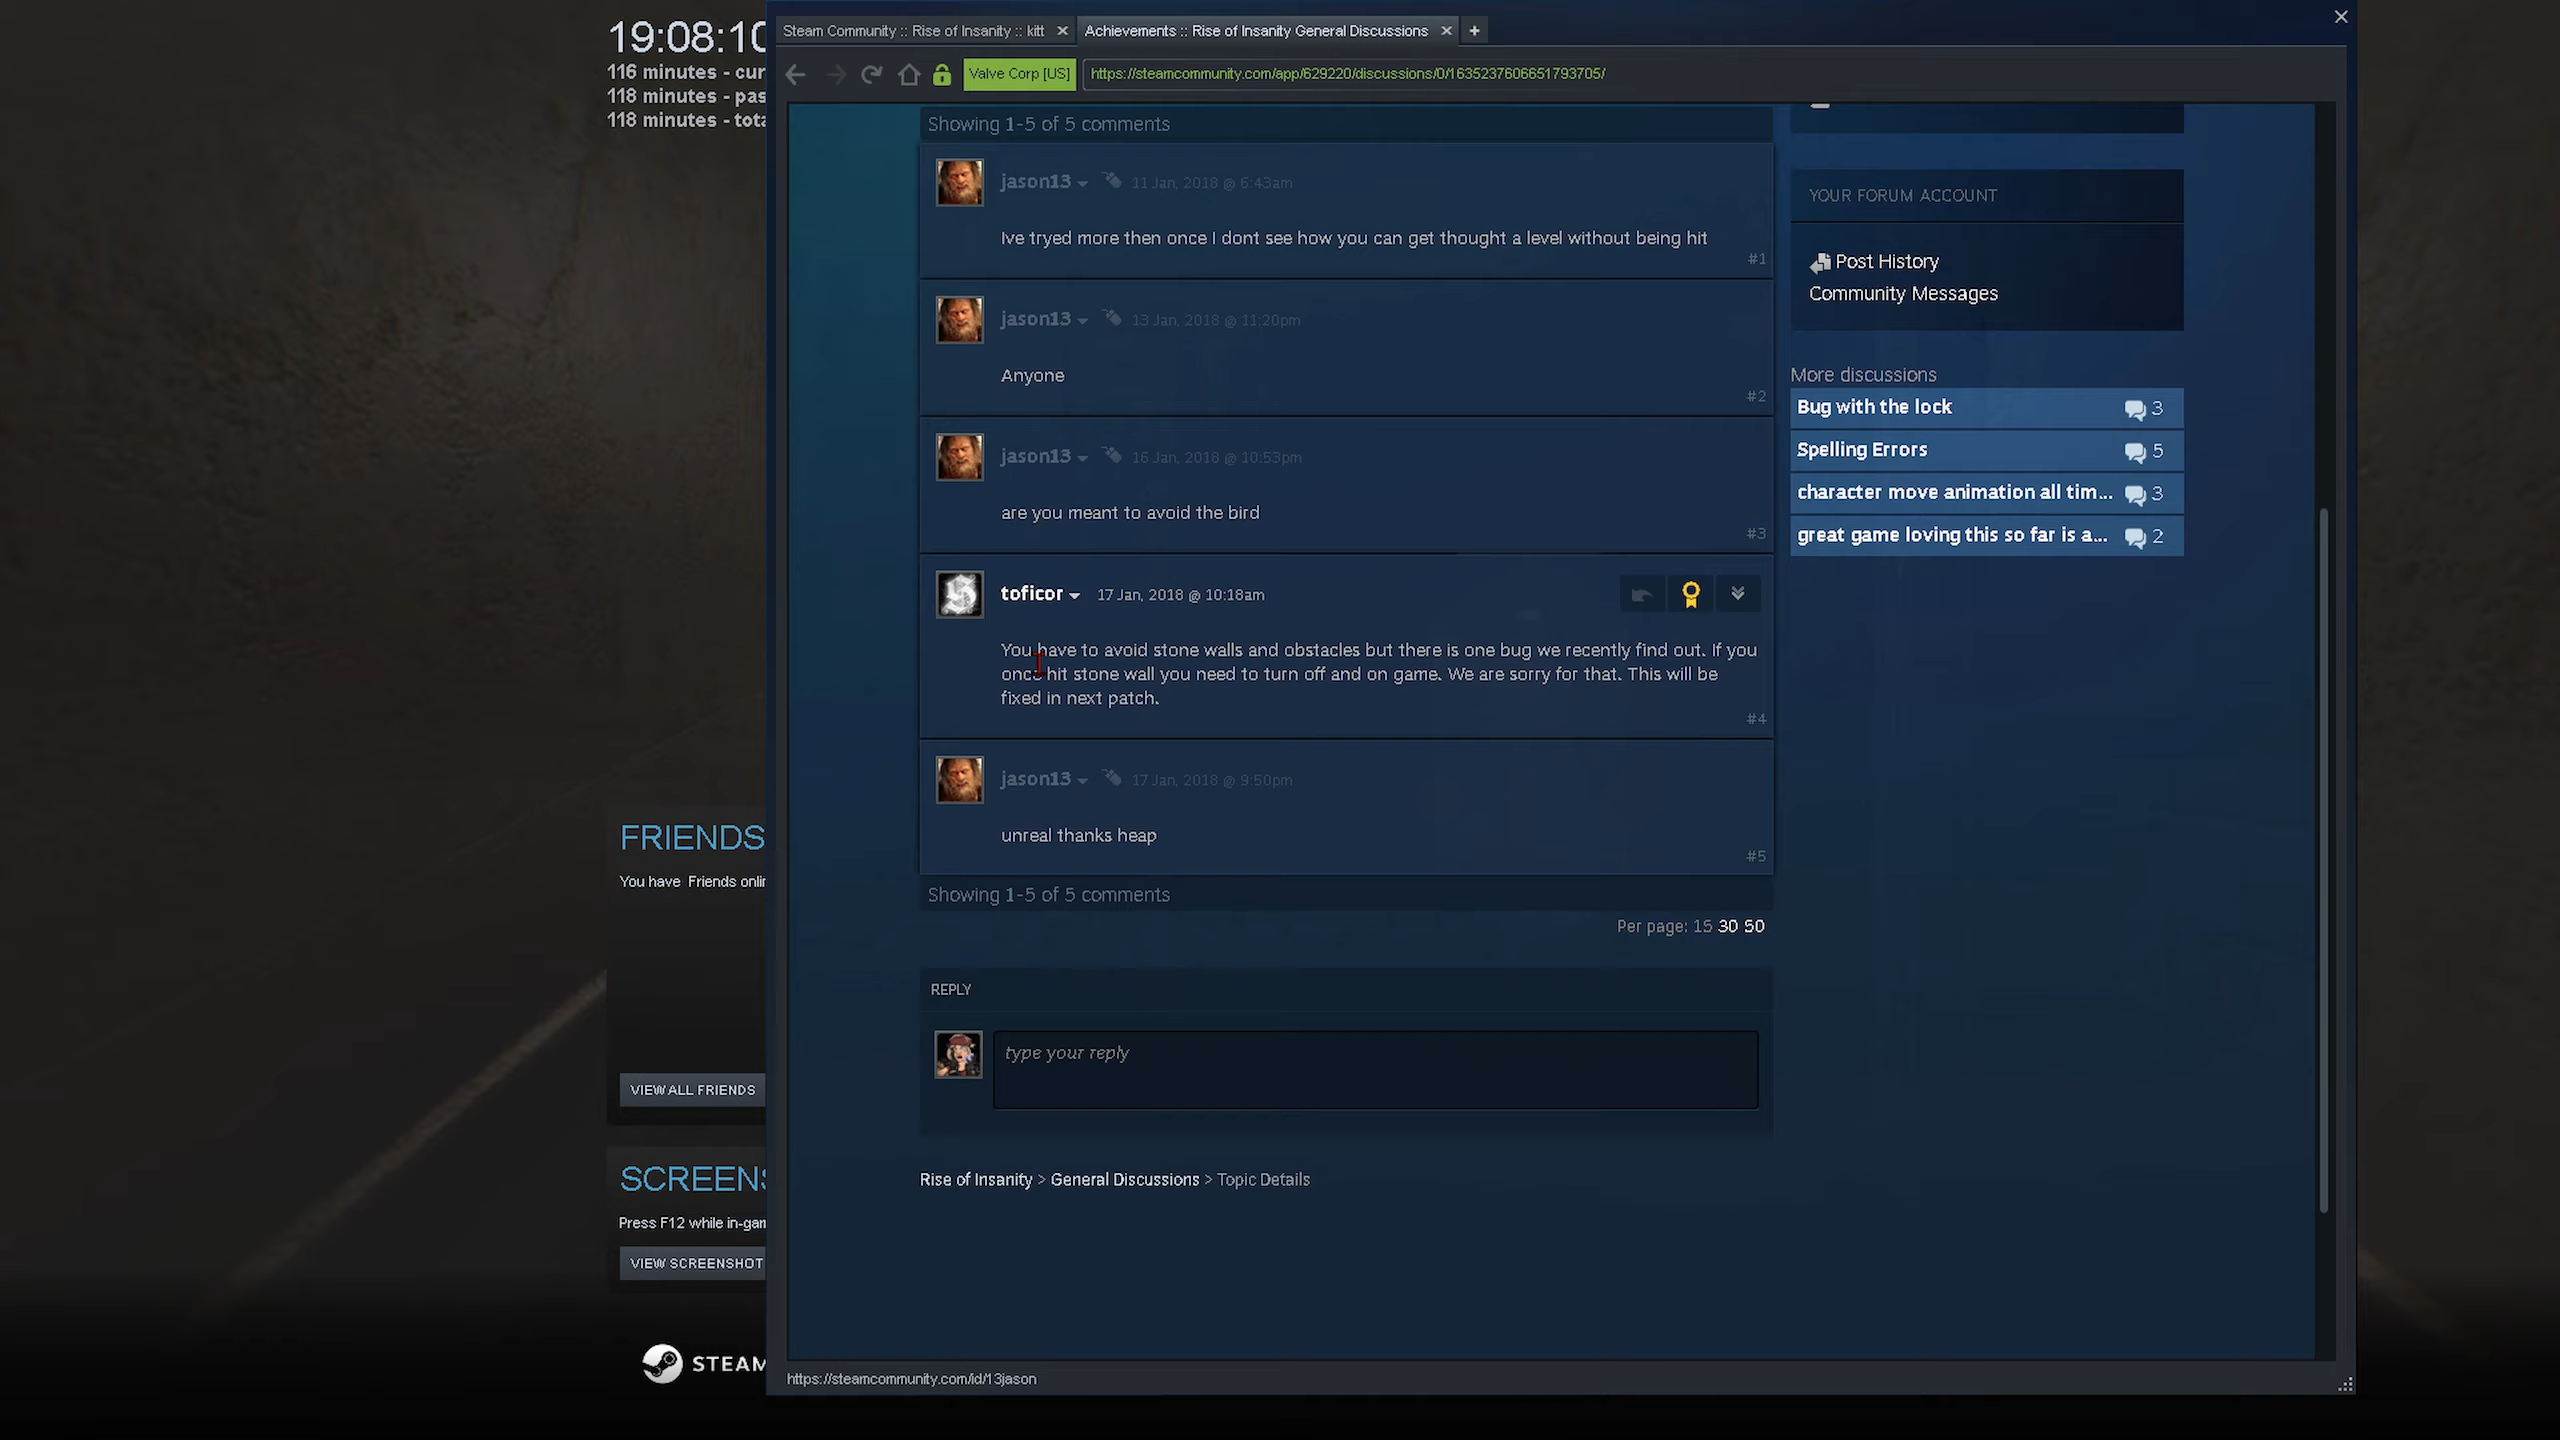 19:08:10
116 minutes - cur
118 minutes - pas
118 minutes - tota
Steam Community :: Rise of Insanity :: kitt
Achievements :: Rise of Insanity General Discussions
Valve Corp [US]
https://steamcommunity.com/app/629220/discussions/0/1635237606651793705/
Showing 1-5 of 5 comments
jason13 11 Jan, 2018 @ 6:43am
Ive tryed more then once I dont see how you can get thought a level without being hit
#1
jason13 13 Jan, 2018 @ 11:20pm
Anyone
#2
jason13 16 Jan, 2018 @ 10:53pm
are you meant to avoid the bird
#3
toficor 17 Jan, 2018 @ 10:18am
You have to avoid stone walls and obstacles but there is one bug we recently find out. If you
once hit stone wall you need to turn off and on game. We are sorry for that. This will be
fixed in next patch.
#4
jason13 17 Jan, 2018 @ 9:50pm
unreal thanks heap
#5
Showing 1-5 of 5 comments
Per page: 15 30 50
REPLY
type your reply
Rise of Insanity > General Discussions > Topic Details
YOUR FORUM ACCOUNT
Post History
Community Messages
More discussions
Bug with the lock 3
Spelling Errors 5
character move animation all tim... 3
great game loving this so far is a... 2
FRIENDS
You have Friends onlin
VIEW ALL FRIENDS
SCREENS
Press F12 while in-gam
VIEW SCREENSHOT
STEAM
https://steamcommunity.com/id/13jason